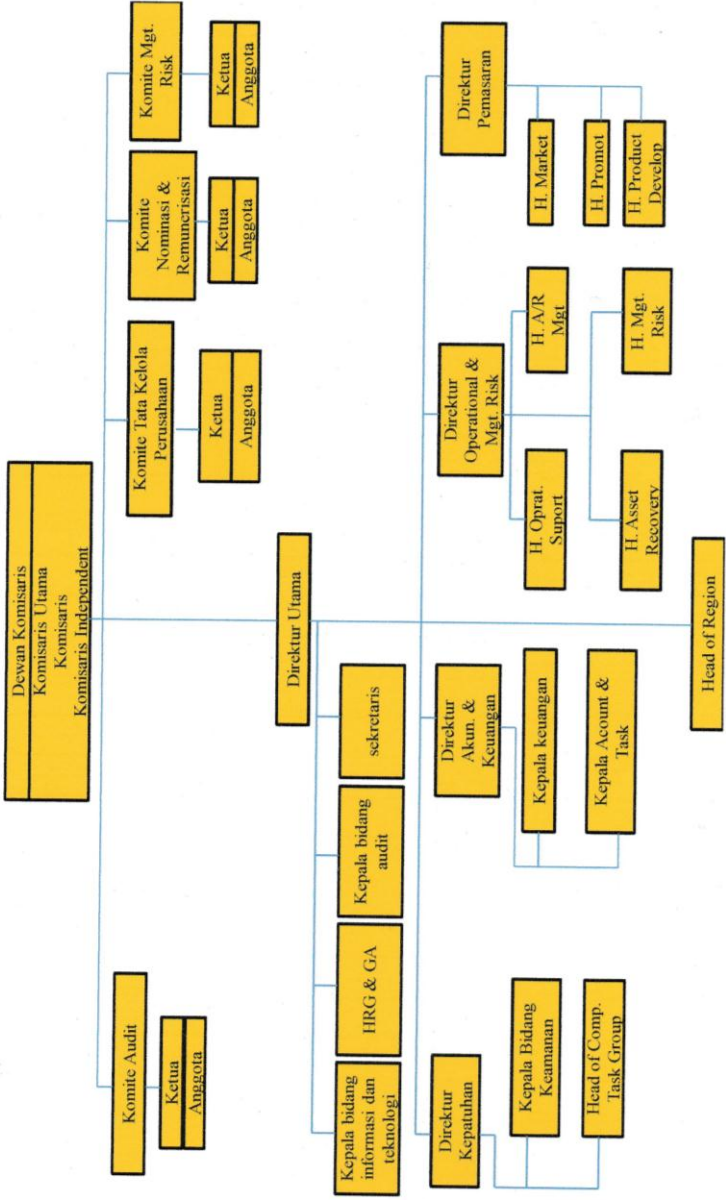 Dewan Komisaris
Komisaris Utama
Komisaris
Komisaris Independent
Komite Audit
Ketua
Anggota
Komite Tata Kelola
Perusahaan
Ketua
Anggota
Komite
Nominasi &
Remunerisasi
Ketua
Anggota
Komite Mgt.
Risk
Ketua
Anggota
Direktur Utama
Kepala bidang
informasi dan
teknologi
HRG & GA
Kepala bidang
audit
sekretaris
Direktur
Kepatuhan
Kepala Bidang
Keamanan
Head of Comp.
Task Group
Direktur
Akun. &
Keuangan
Kepala keuangan
Kepala Acount &
Task
Direktur
Operational &
Mgt. Risk
H. Oprat.
Suport
H. A/R
Mgt
H. Asset
Recovery
H. Mgt.
Risk
Direktur
Pemasaran
H. Market
H. Promot
H. Product
Develop
Head of Region